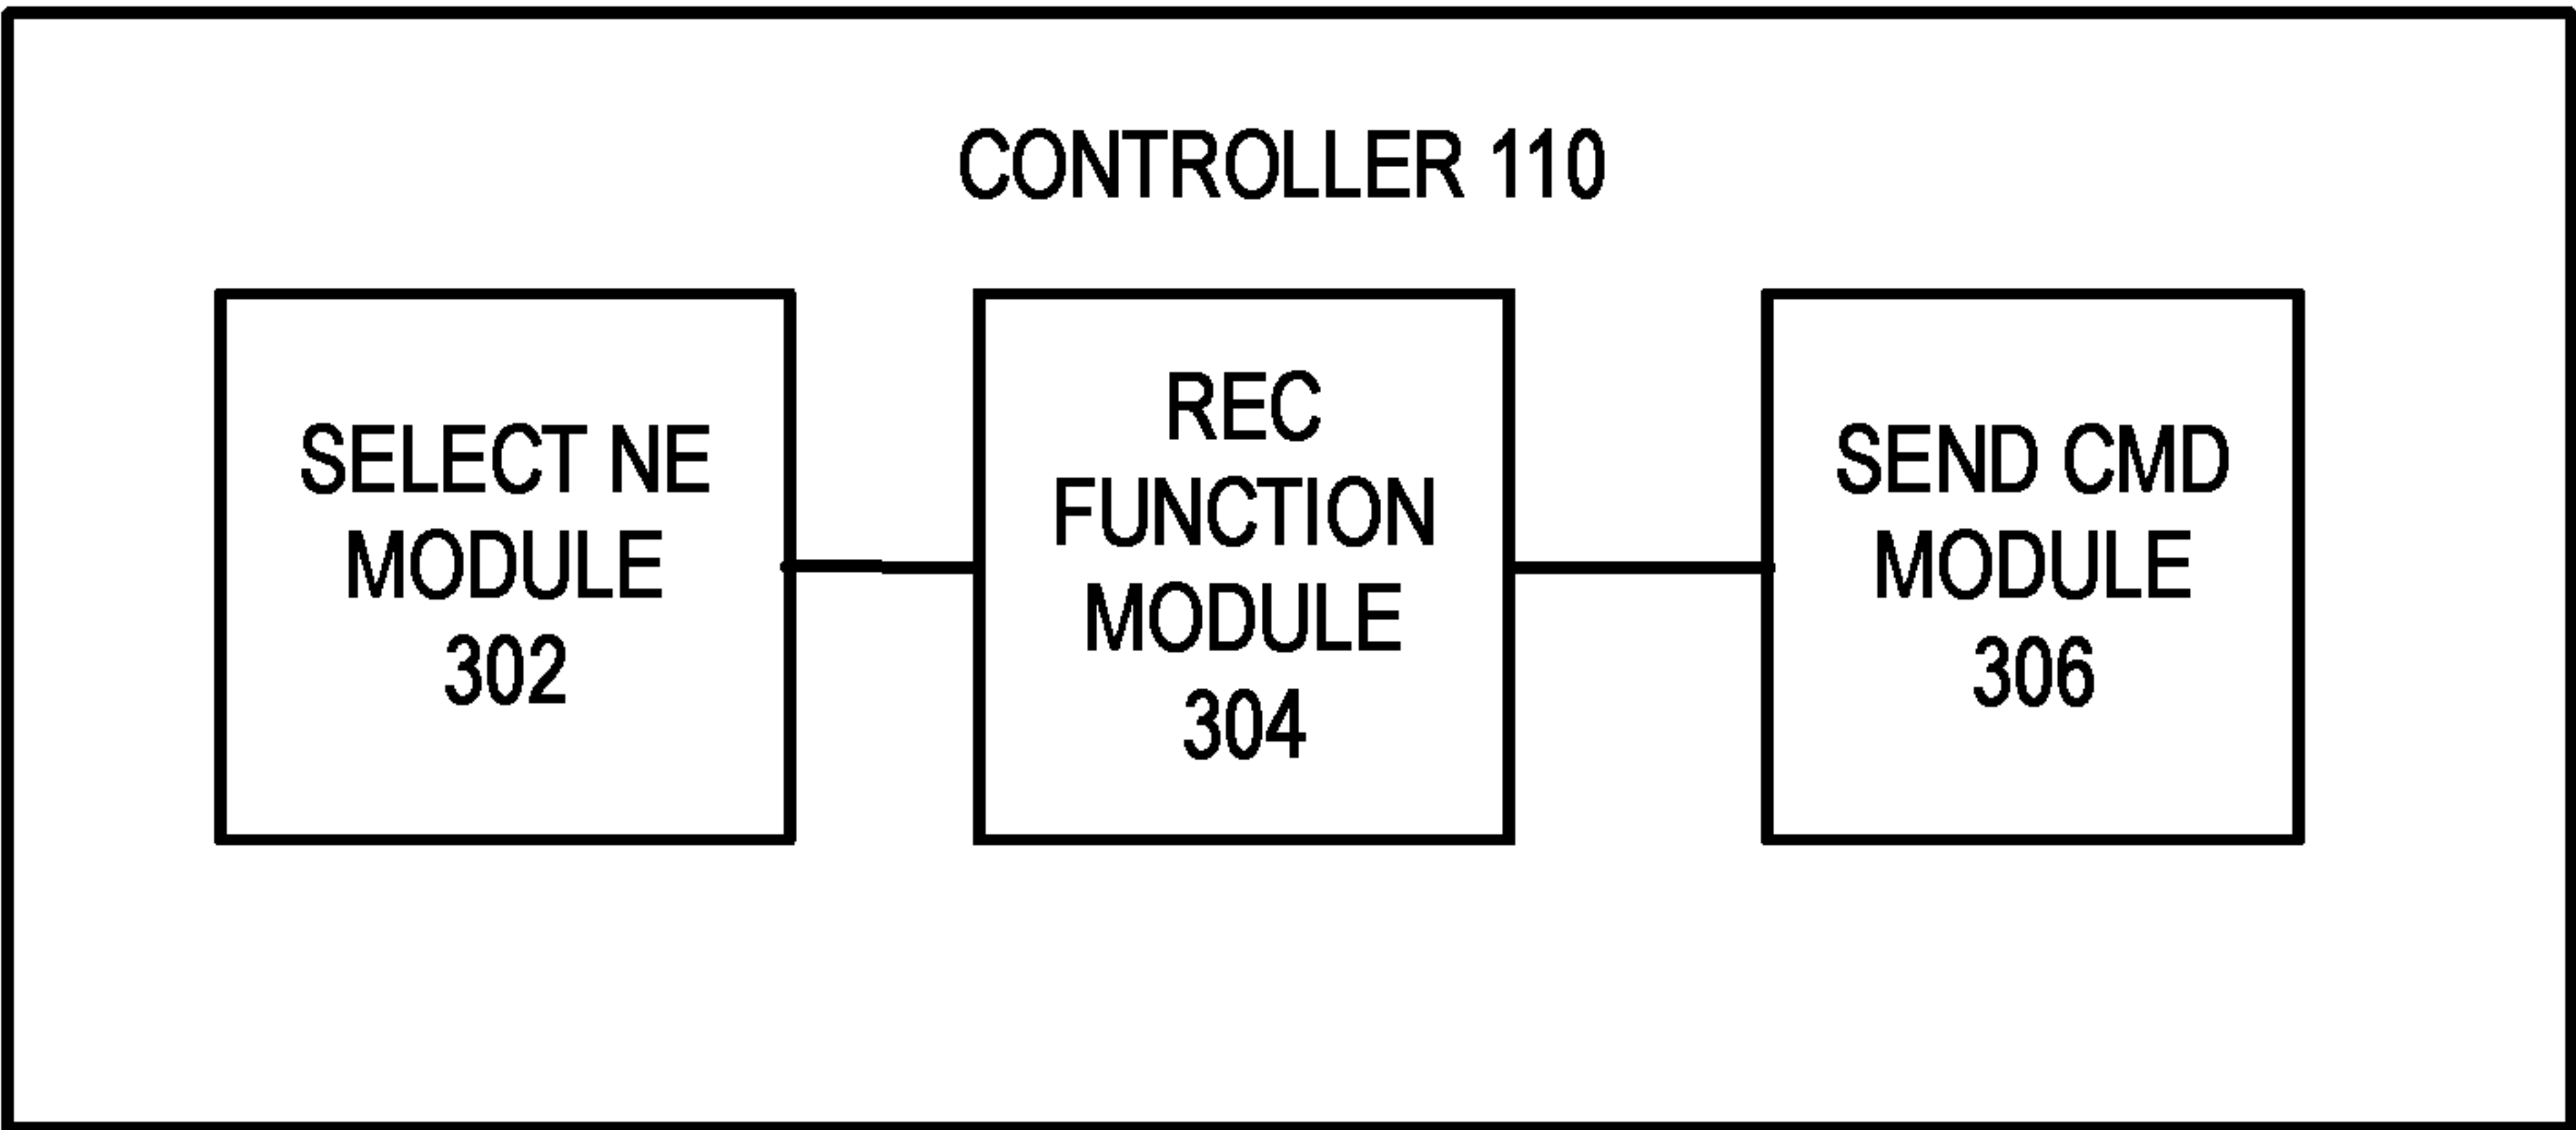 CONTROLLER 110
SELECT NE
MODULE
302
REC
FUNCTION
MODULE
304
SEND CMD
MODULE
306